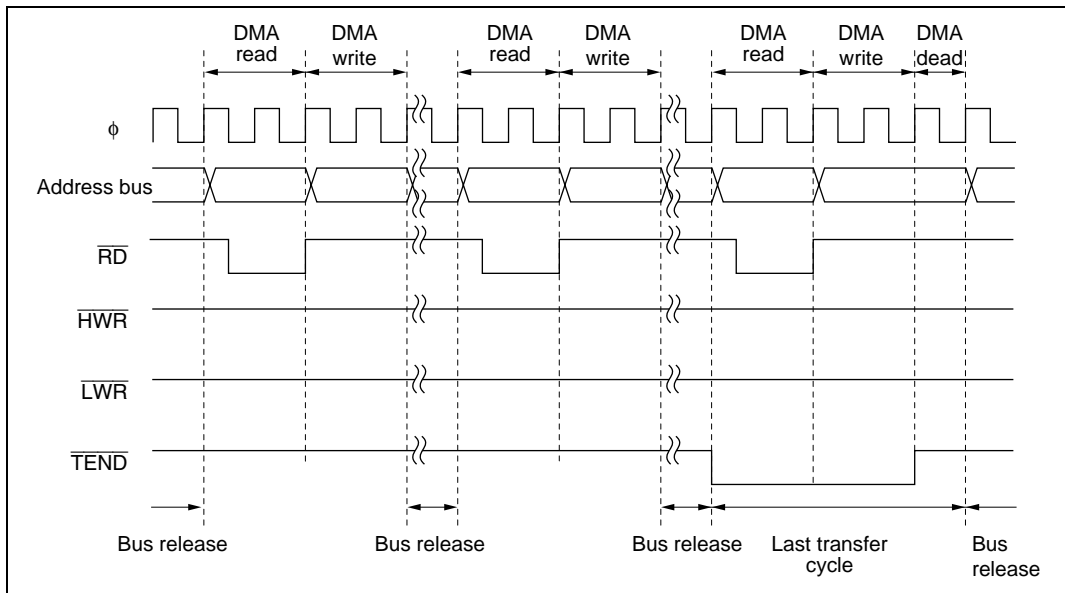 DMA read
DMA write
DMA read
DMA write
DMA read
DMA write
DMA dead
ϕ
Address bus
RD
HWR
LWR
TEND
Bus release
Bus release
Bus release
Last transfer cycle
Bus release